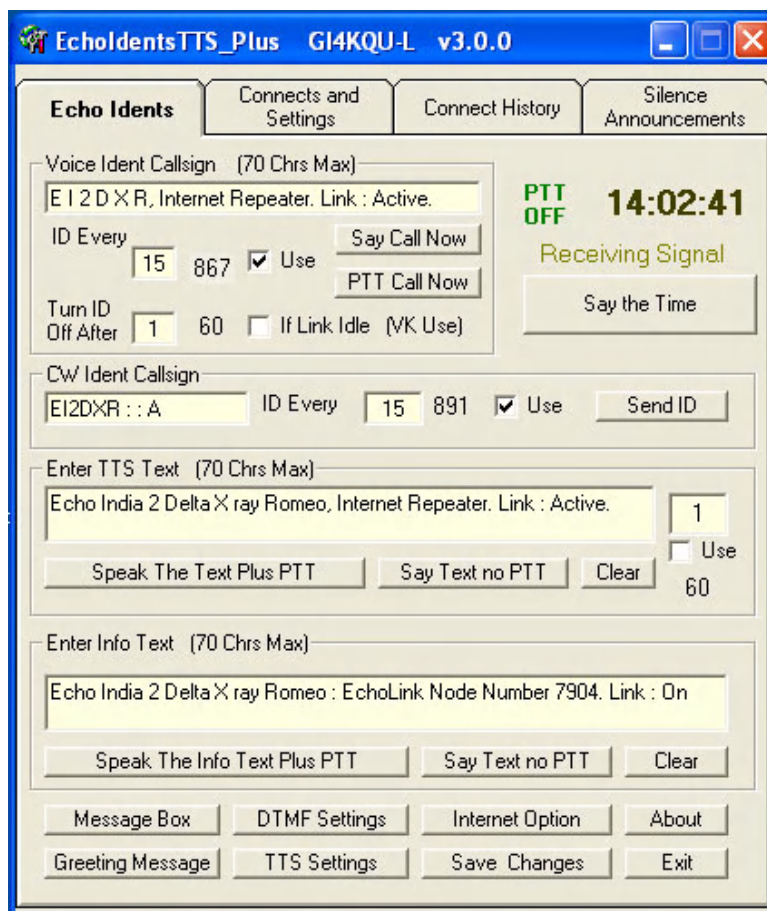 EchoIdentsTTS_Plus GI4KQU-L v3.0.0
Echo Idents
Connects and Settings
Connect History
Silence Announcements
Voice Ident Callsign (70 Chrs Max)
E I 2 D X R, Internet Repeater. Link : Active.
PTT OFF
14:02:41
ID Every
15
867
Use
Say Call Now
Receiving Signal
PTT Call Now
Say the Time
Turn ID Off After
1
60
If Link Idle (VK Use)
CW Ident Callsign
EI2DXR : : A
ID Every
15
891
Use
Send ID
Enter TTS Text (70 Chrs Max)
Echo India 2 Delta X ray Romeo, Internet Repeater. Link : Active.
1
Use
60
Speak The Text Plus PTT
Say Text no PTT
Clear
Enter Info Text (70 Chrs Max)
Echo India 2 Delta X ray Romeo : EchoLink Node Number 7904. Link : On
Speak The Info Text Plus PTT
Say Text no PTT
Clear
Message Box
DTMF Settings
Internet Option
About
Greeting Message
TTS Settings
Save Changes
Exit